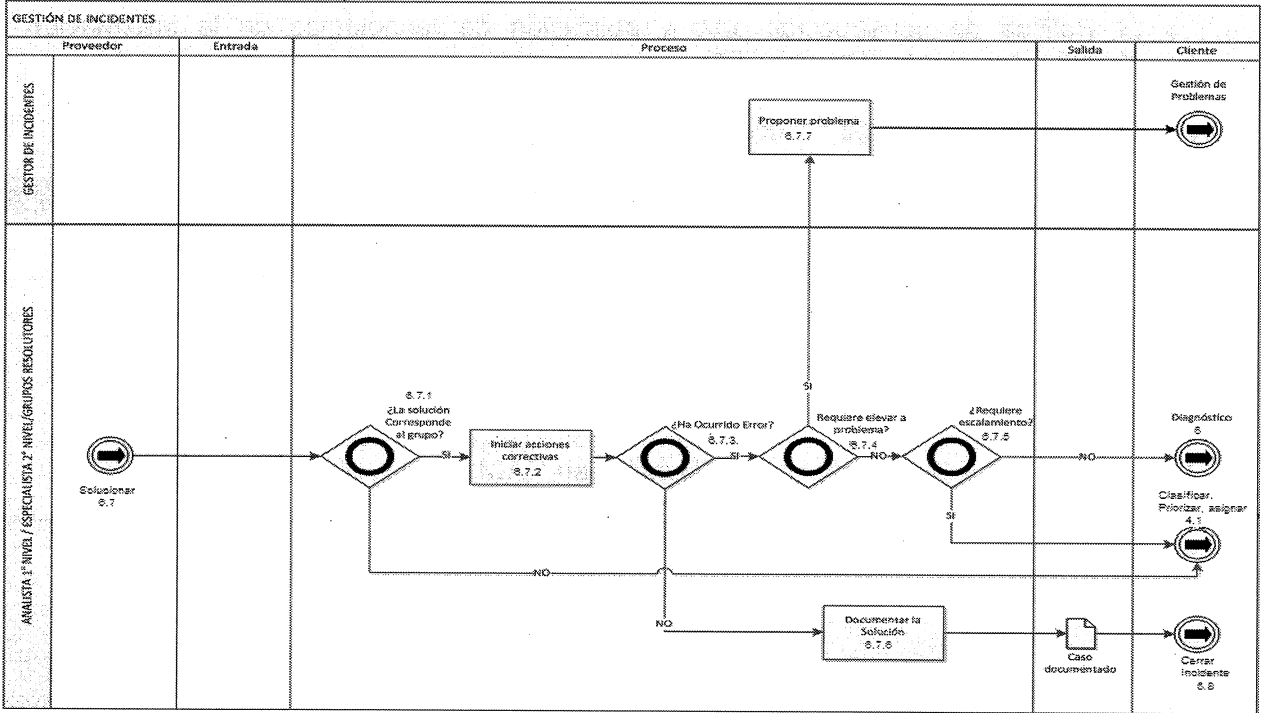 GESTIÓN DE INCIDENTES
Proveedor
Entrada
Proceso
Salida
Cliente
GESTOR DE INCIDENTES
Proponer problema
6.7.7
Gestión de
Problemas
ANALISTA 1° NIVEL / ESPECIALISTA 2° NIVEL/GRUPOS RESOLUTORES
Solucionar
6.7
6.7.1
¿La solución
Corresponde
al grupo?
SI
Iniciar acciones
correctivas
6.7.2
¿Ha Ocurrido Error?
6.7.3.
SI
SI
Requiere elevar a
problema?
6.7.4
NO
¿Requiere
escalamiento?
6.7.5
NO
Diagnóstico
6
SI
Clasificar,
Priorizar, asignar
4.1
NO
NO
Documentar la
Solución
6.7.6
Caso
documentado
Cerrar
Incidente
6.8